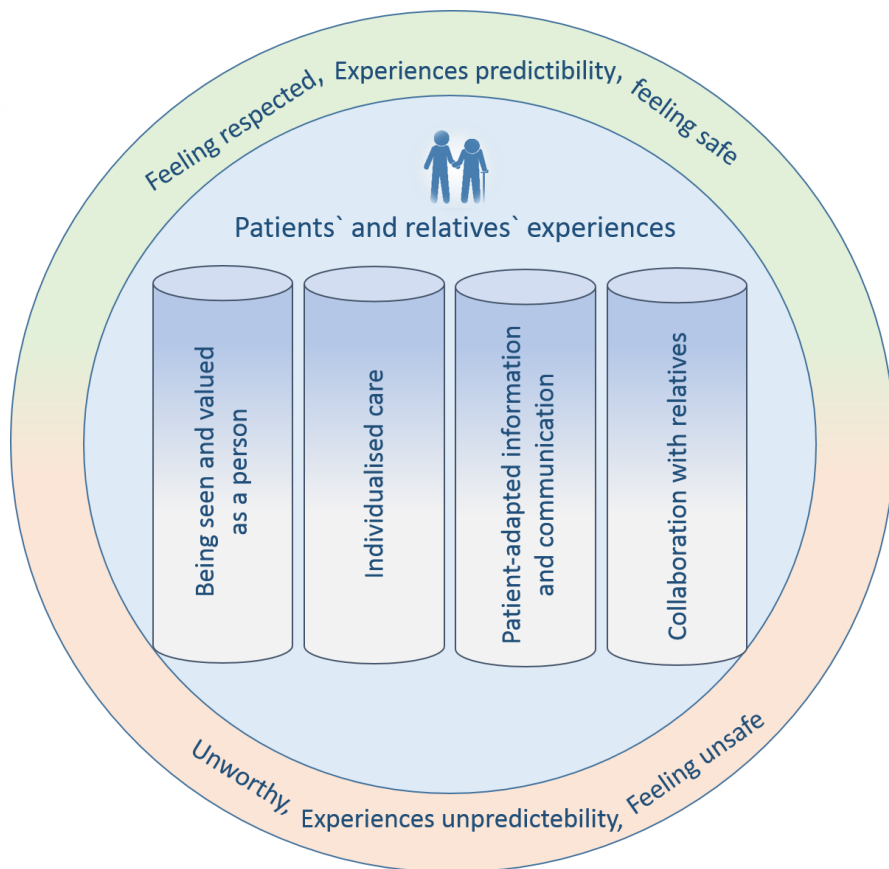 Feeling respected, Experiences predictibility, feeling safe
Patients` and relatives` experiences
Being seen and valued
as a person
Individualised care
Patient-adapted information
and communication
Collaboration with relatives
Unworthy, Experiences unpredictebility, Feeling unsafe